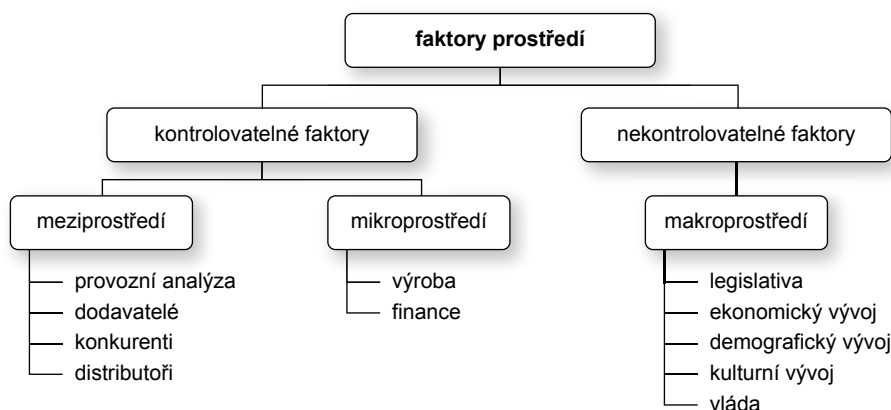 faktory prostředí
kontrolovatelné faktory
nekontrolovatelné faktory
meziprostředí
mikroprostředí
makroprostředí
provozní analýza
dodavatelé
konkurenti
distributoři
výroba
finance
legislativa
ekonomický vývoj
demografický vývoj
kulturní vývoj
vláda